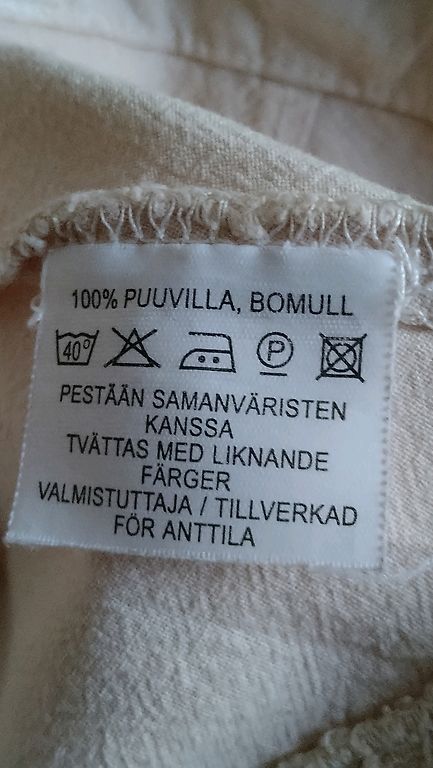 100% PUUVILLA, BOMULL
40° P
PESTÄÄN SAMANVÄRISTEN
KANSSA
TVÄTTAS MED LIKNANDE
FÄRGER
VALMISTUTTAJA / TILLVERKAD
FÖR ANTTILA